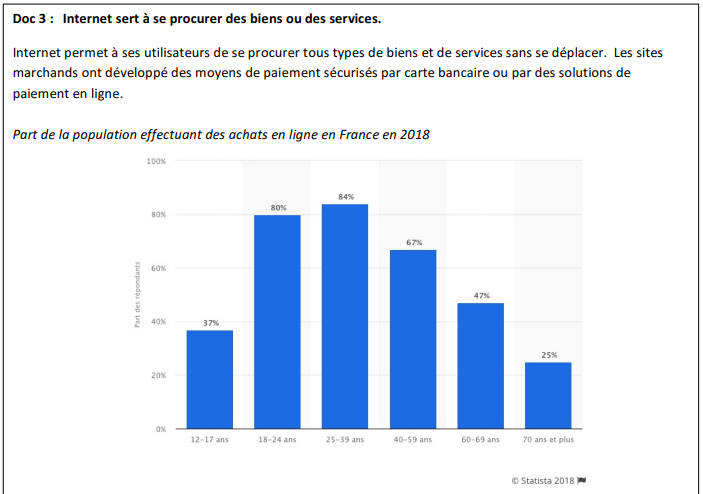 Doc 3 : Internet sert à se procurer des biens ou des services.
Internet permet à ses utilisateurs de se procurer tous types de biens et de services sans se déplacer. Les sites
marchands ont développé des moyens de paiement sécurisés par carte bancaire ou par des solutions de
paiement en ligne.
Part de la population effectuant des achats en ligne en France en 2018
100%
80%
60%
40%
20%
0%
Part des répondants
37%
80%
84%
67%
47%
25%
12–17 ans
18–24 ans
25–39 ans
40–59 ans
60–69 ans
70 ans et plus
© Statista 2018